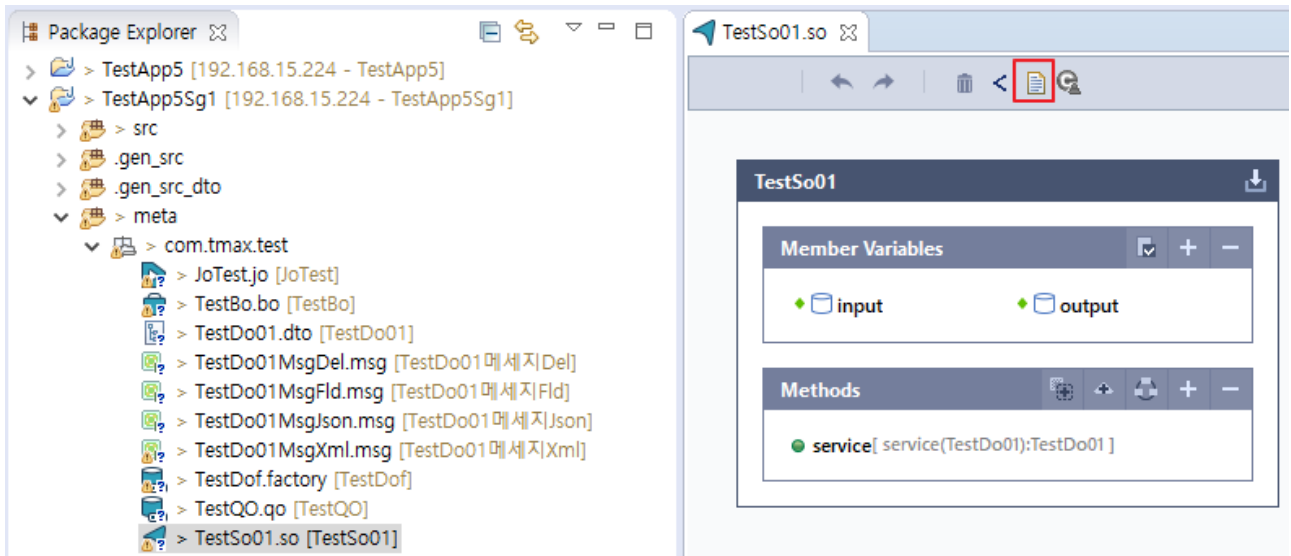 Package Explorer
> TestApp5 [192.168.15.224 - TestApp5]
> TestApp5Sg1 [192.168.15.224 - TestApp5Sg1]
> src
.gen_src
.gen_src_dto
> meta
> com.tmax.test
> JoTest.jo [JoTest]
> TestBo.bo [TestBo]
> TestDo01.dto [TestDo01]
> TestDo01MsgDel.msg [TestDo01메세지Del]
> TestDo01MsgFld.msg [TestDo01메세지Fld]
> TestDo01MsgJson.msg [TestDo01메세지Json]
> TestDo01MsgXml.msg [TestDo01메세지Xml]
> TestDof.factory [TestDof]
> TestQO.qo [TestQO]
> TestSo01.so [TestSo01]
TestSo01.so
TestSo01
Member Variables
input output
Methods
service[ service(TestDo01):TestDo01 ]